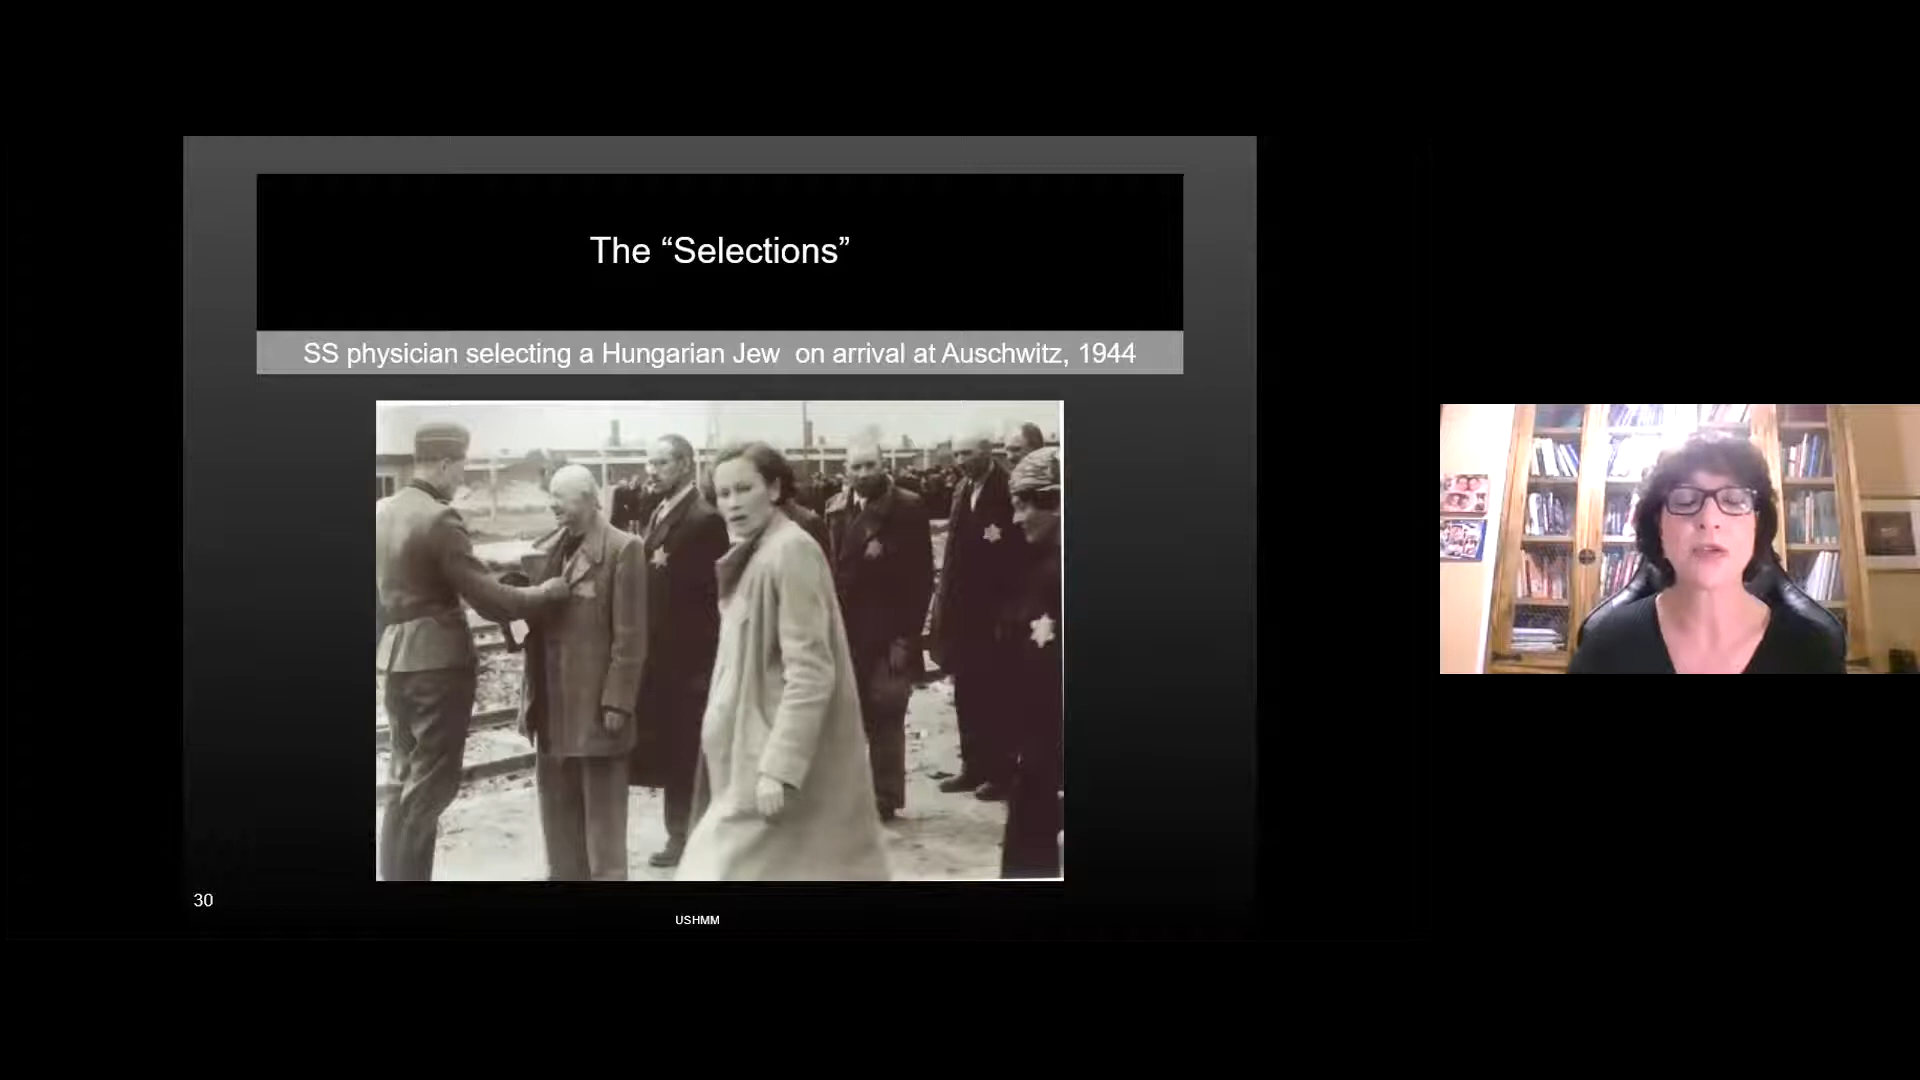 The “Selections”
SS physician selecting a Hungarian Jew  on arrival at Auschwitz, 1944
30
USHMM